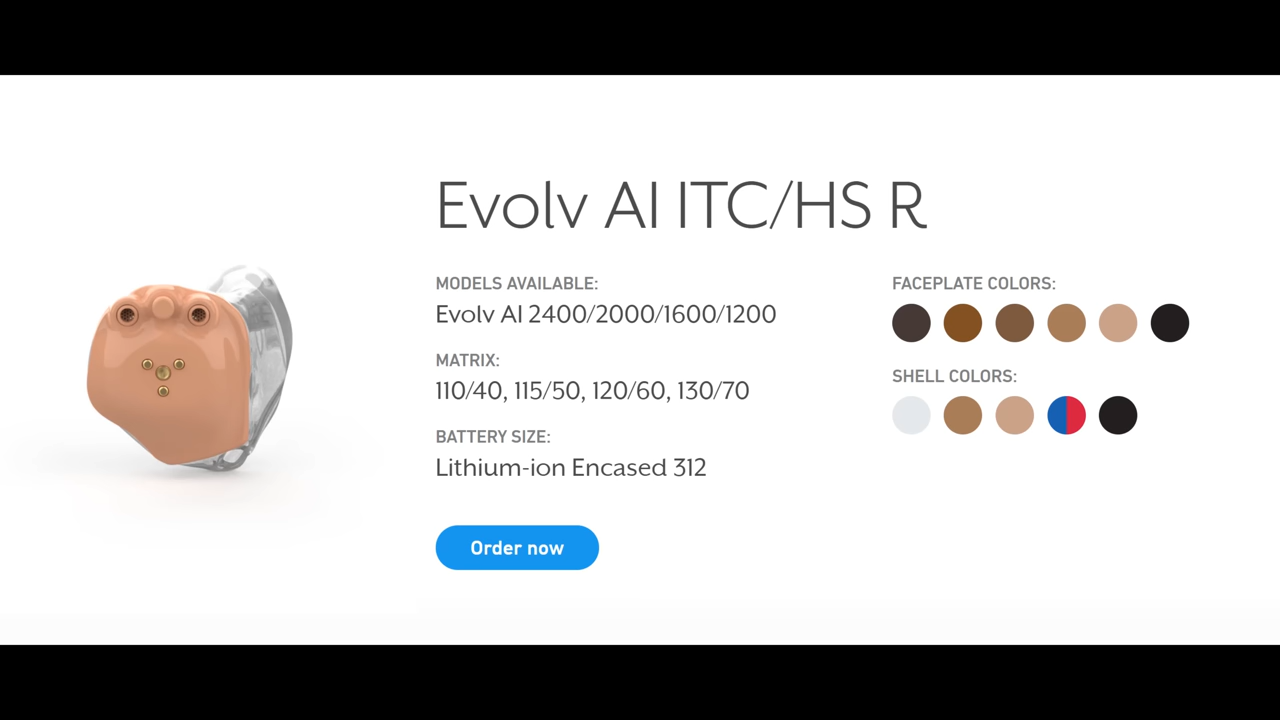 Evolv AI ITC/HS R
MODELS AVAILABLE:
Evolv AI 2400/2000/1600/1200
MATRIX:
110/40, 115/50, 120/60, 130/70
BATTERY SIZE:
Lithium-ion Encased 312
Order now
FACEPLATE COLORS:
SHELL COLORS: